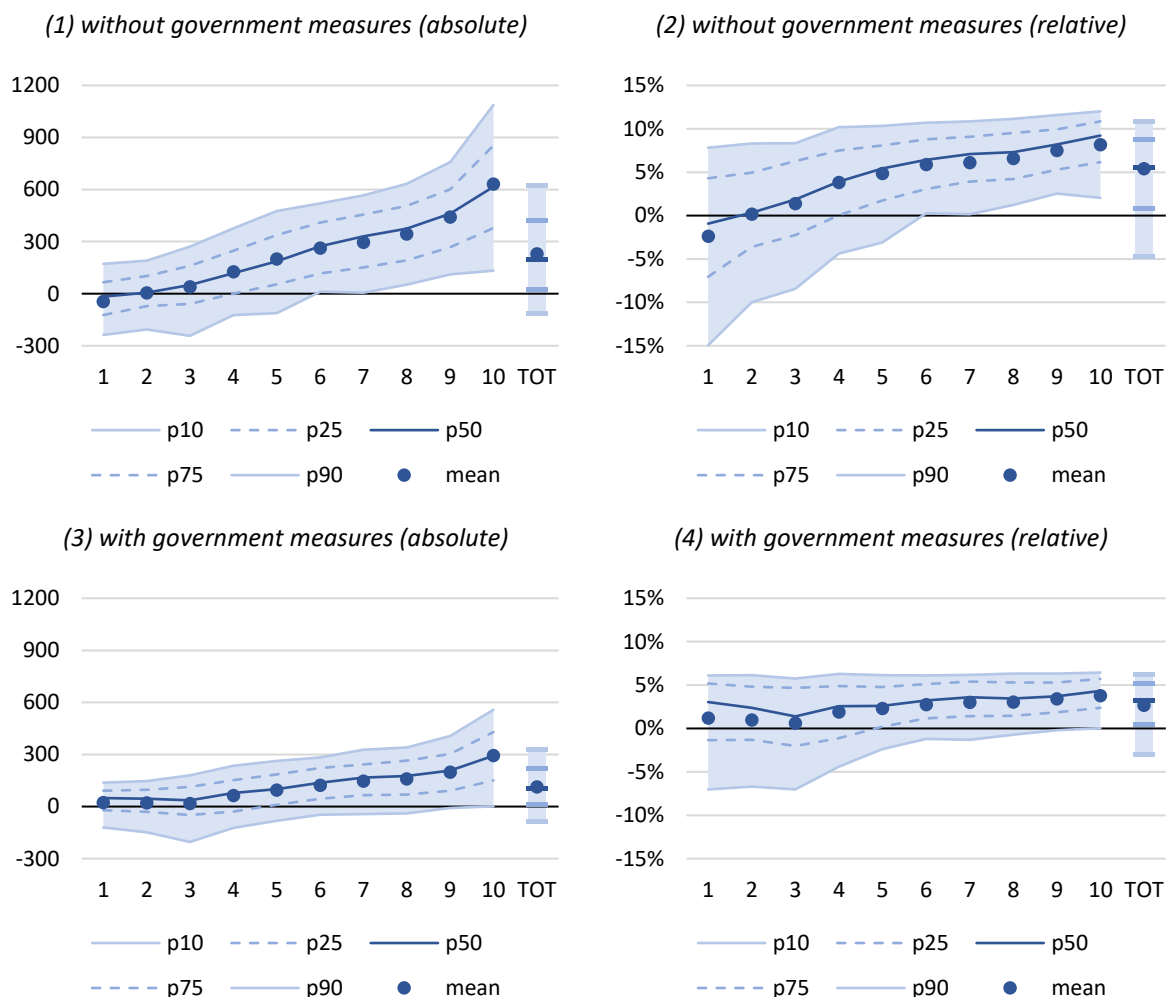 (1) without government measures (absolute)
1200
900
600
300
0
-300
1 2 3 4 5 6 7 8 9 10 TOT
p10 p25 p50
p75 p90 mean
(2) without government measures (relative)
15%
10%
5%
0%
-5%
-10%
-15%
1 2 3 4 5 6 7 8 9 10 TOT
p10 p25 p50
p75 p90 mean
(3) with government measures (absolute)
1200
900
600
300
0
-300
1 2 3 4 5 6 7 8 9 10 TOT
p10 p25 p50
p75 p90 mean
(4) with government measures (relative)
15%
10%
5%
0%
-5%
-10%
-15%
1 2 3 4 5 6 7 8 9 10 TOT
p10 p25 p50
p75 p90 mean